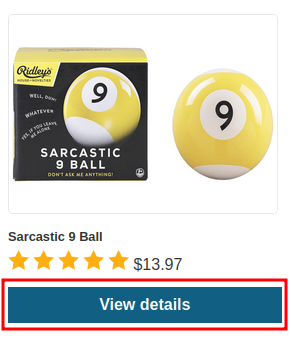 Ridley's
HOUSE OF NOVELTIES
WELL, DUH!
WHATEVER
YES, IF YOU LEAVE
ME ALONE
9
SARCASTIC
9 BALL
DON'T ASK ME ANYTHING!
9
Sarcastic 9 Ball
$13.97
View details